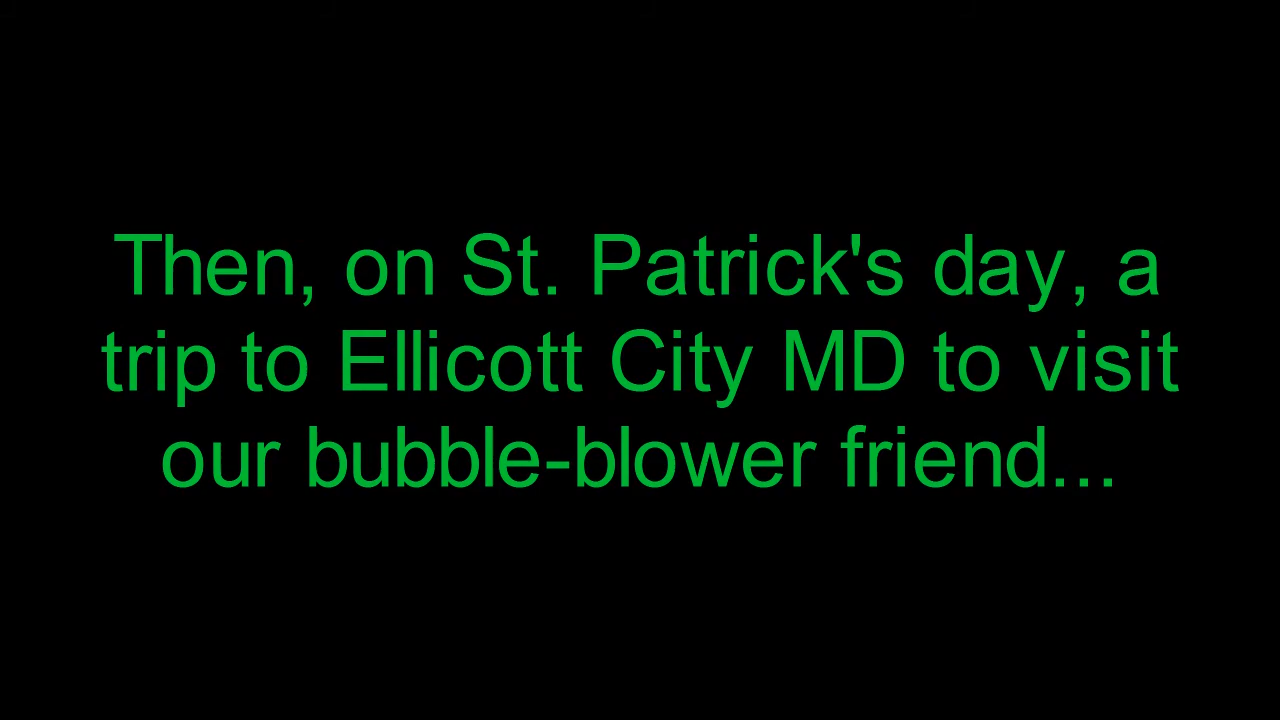 Then, on St. Patrick's day, a
trip to Ellicott City MD to visit
our bubble-blower friend...